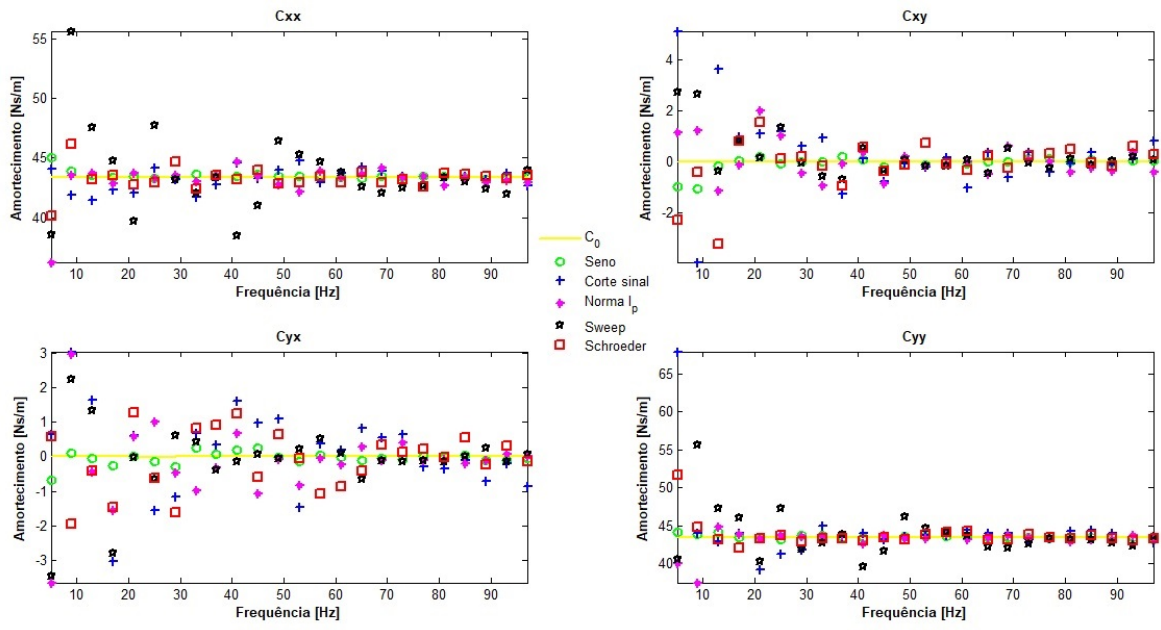 Cxx
Amortecimento [Ns/m]
55
50
45
40
10 20 30 40 50 60 70 80 90
Frequência [Hz]
Cxy
Amortecimento [Ns/m]
4
2
0
-2
10 20 30 40 50 60 70 80 90
Frequência [Hz]
C0
Seno
Corte sinal
Norma lp
Sweep
Schroeder
Cyx
Amortecimento [Ns/m]
3
2
1
0
-1
-2
-3
10 20 30 40 50 60 70 80 90
Frequência [Hz]
Cyy
Amortecimento [Ns/m]
65
60
55
50
45
40
10 20 30 40 50 60 70 80 90
Frequência [Hz]